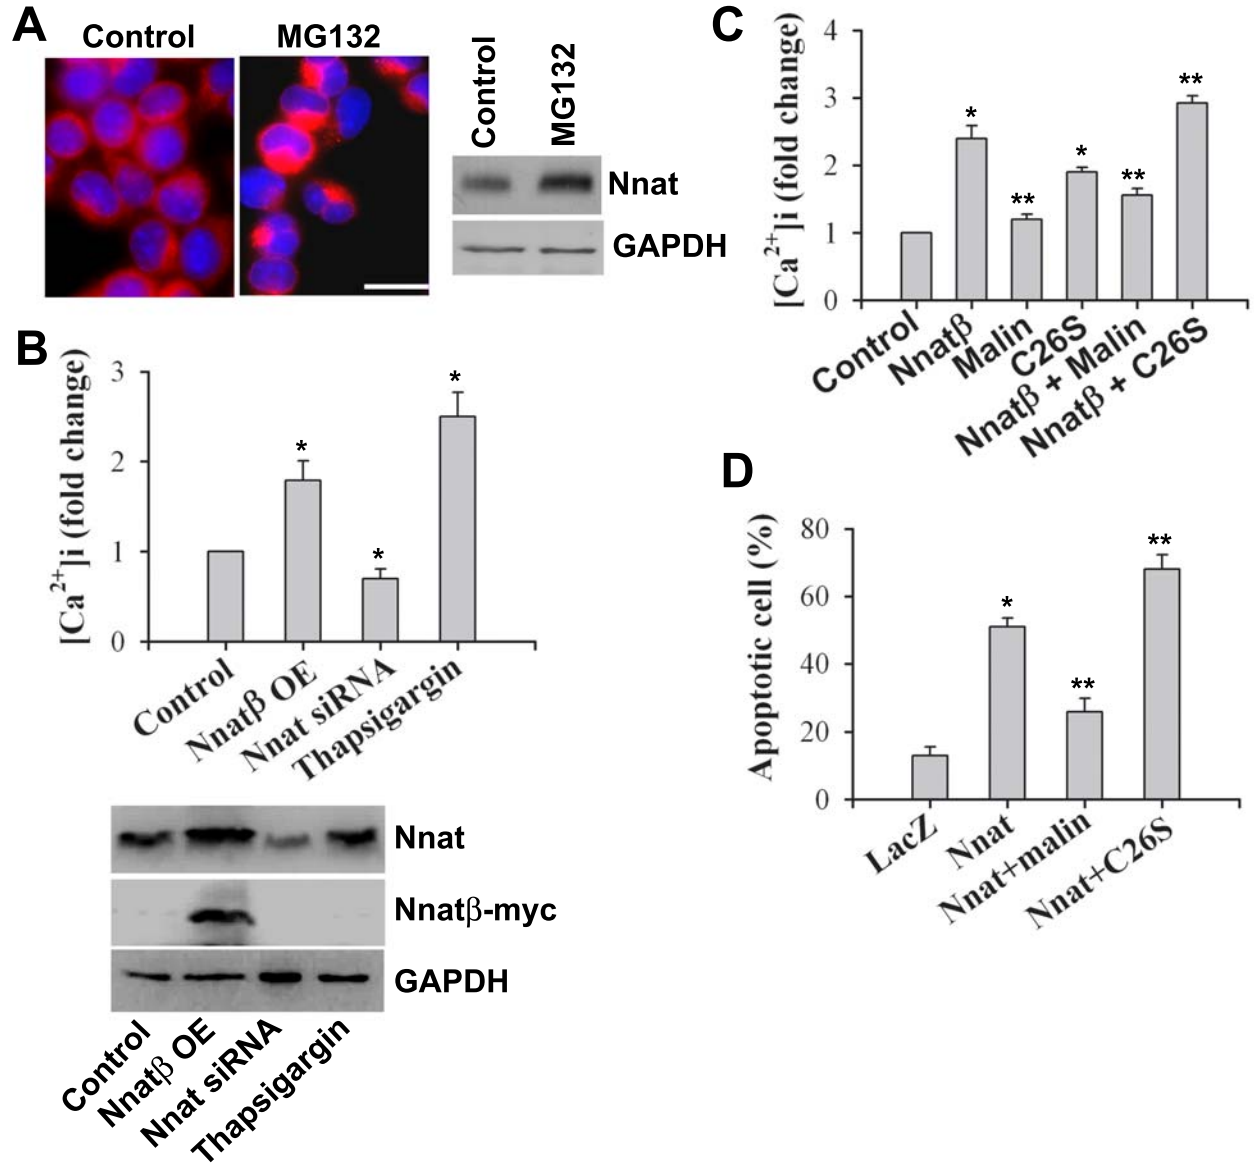 A
Control
MG132
Control
MG132
Nnat
GAPDH
B
[Ca2+]i (fold change)
3
2
1
0
*
*
*
Control
Nnatβ OE
Nnat siRNA
Thapsigargin
Nnat
Nnatβ-myc
GAPDH
Control
Nnatβ OE
Nnat siRNA
Thapsigargin
C
[Ca2+]i (fold change)
4
3
2
1
0
*
**
*
**
**
Control
Nnatβ
Malin
C26S
Nnatβ + Malin
Nnatβ + C26S
D
Apoptotic cell (%)
80
60
40
20
0
*
**
**
LacZ
Nnat
Nnat+malin
Nnat+C26S